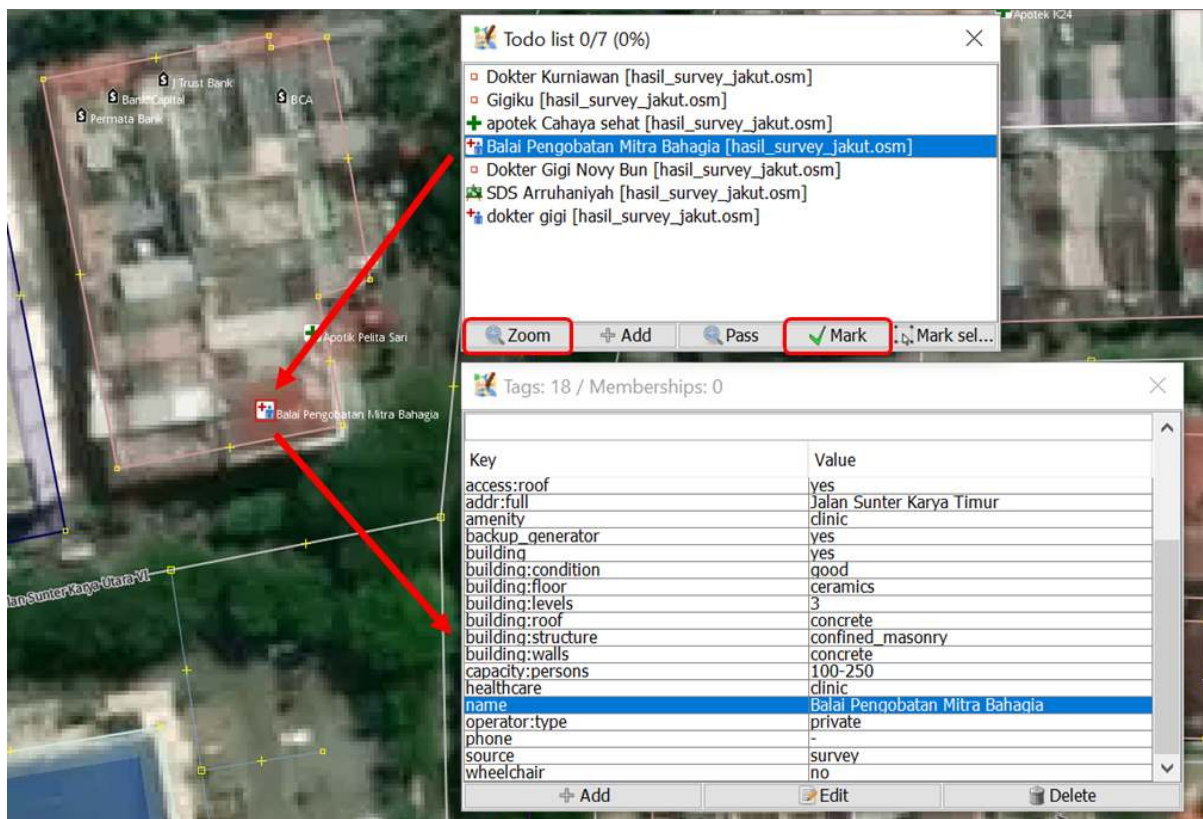 Apotek K24
J Trust Bank
Bank Capital
BCA
Permata Bank
Apotik Pelita Sari
Balai Pengobatan Mitra Bahagia
lan Sunter Karya Utara VI
Todo list 0/7 (0%)
Dokter Kurniawan [hasil_survey_jakut.osm]
Gigiku [hasil_survey_jakut.osm]
apotek Cahaya sehat [hasil_survey_jakut.osm]
Balai Pengobatan Mitra Bahagia [hasil_survey_jakut.osm]
Dokter Gigi Novy Bun [hasil_survey_jakut.osm]
SDS Arruhaniyah [hasil_survey_jakut.osm]
dokter gigi [hasil_survey_jakut.osm]
Zoom Add Pass Mark Mark sel...
Tags: 18 / Memberships: 0
Key Value
access:roof yes
addr:full Jalan Sunter Karya Timur
amenity clinic
backup_generator yes
building yes
building:condition good
building:floor ceramics
building:levels 3
building:roof concrete
building:structure confined_masonry
building:walls concrete
capacity:persons 100-250
healthcare clinic
name Balai Pengobatan Mitra Bahagia
operator:type private
phone -
source survey
wheelchair no
Add Edit Delete